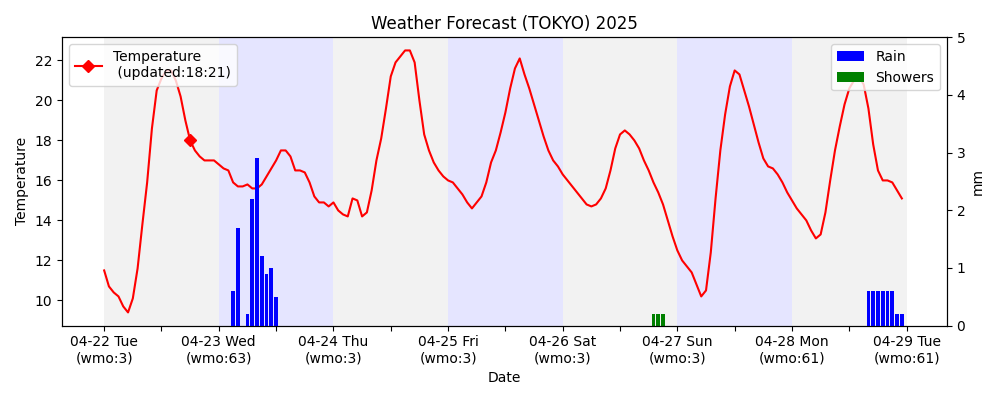 Weather Forecast (TOKYO) 2025
Temperature
(updated:18:21)
Rain
Showers
22
20
18
16
14
12
10
Temperature
5
4
3
2
1
0
mm
04-22 Tue
(wmo:3)
04-23 Wed
(wmo:63)
04-24 Thu
(wmo:3)
04-25 Fri
(wmo:3)
04-26 Sat
(wmo:3)
04-27 Sun
(wmo:3)
04-28 Mon
(wmo:61)
04-29 Tue
(wmo:61)
Date